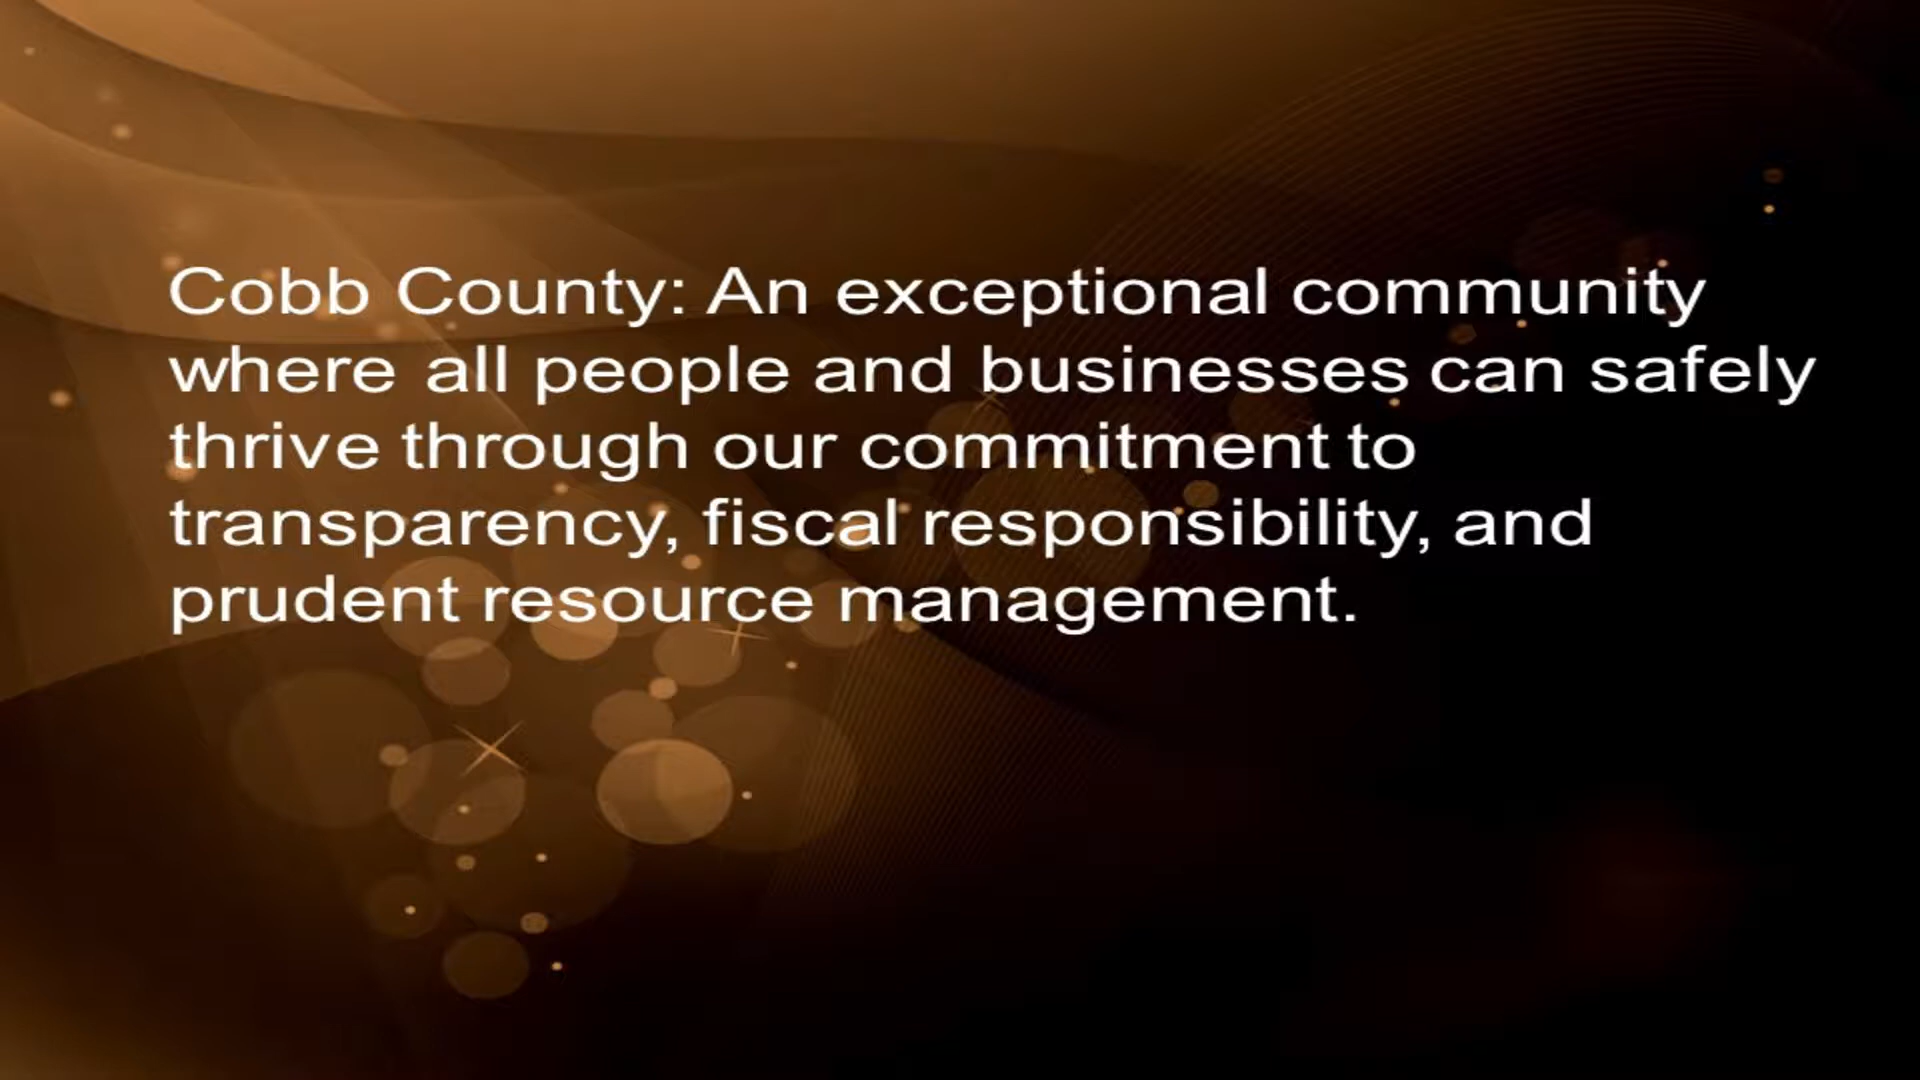 Cobb County: An exceptional community
where all people and businesses can safely
thrive through our commitment to
transparency, fiscal responsibility, and
prudent resource management.